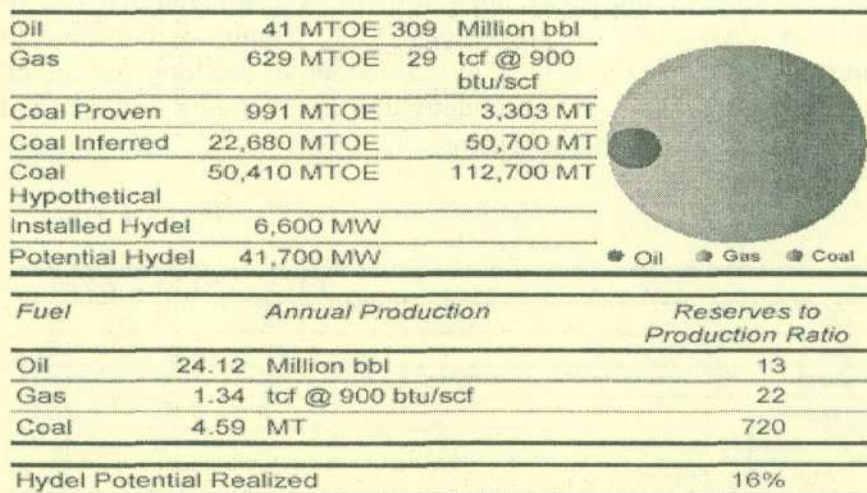 Oil 41 MTOE 309 Million bbl
Gas 629 MTOE 29 tcf @ 900
btu/scf
Coal Proven 991 MTOE 3,303 MT
Coal Inferred 22,680 MTOE 50,700 MT
Coal 50,410 MTOE 112,700 MT
Hypothetical
Installed Hydel 6,600 MW
Potential Hydel 41,700 MW
Oil Gas Coal
Fuel Annual Production Reserves to
Production Ratio
Oil 24.12 Million bbl 13
Gas 1.34 tcf @ 900 btu/scf 22
Coal 4.59 MT 720
Hydel Potential Realized 16%